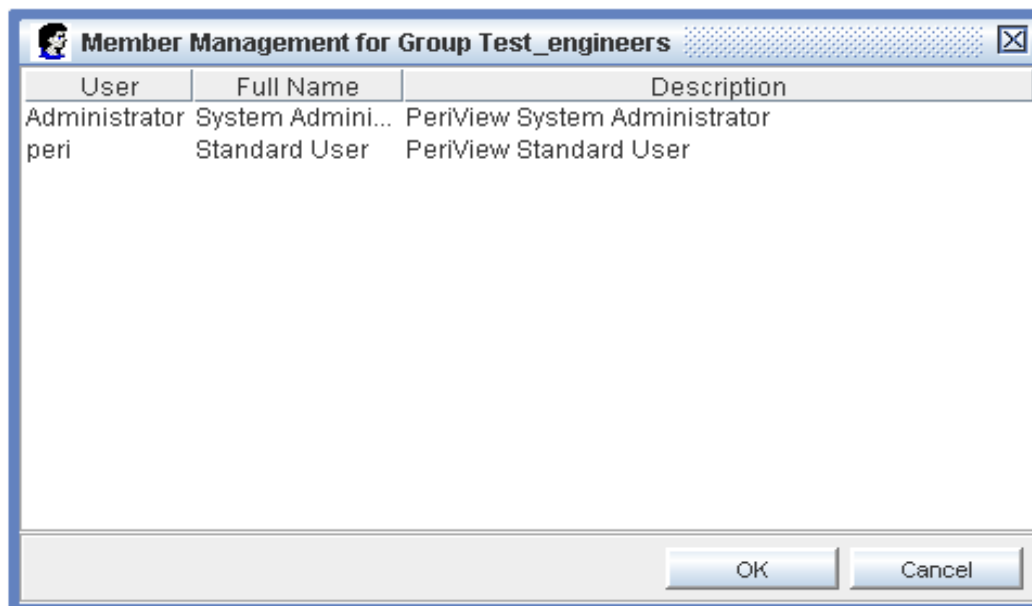 Member Management for Group Test_engineers
User Full Name Description
Administrator System Admini... PeriView System Administrator
peri Standard User PeriView Standard User
OK Cancel